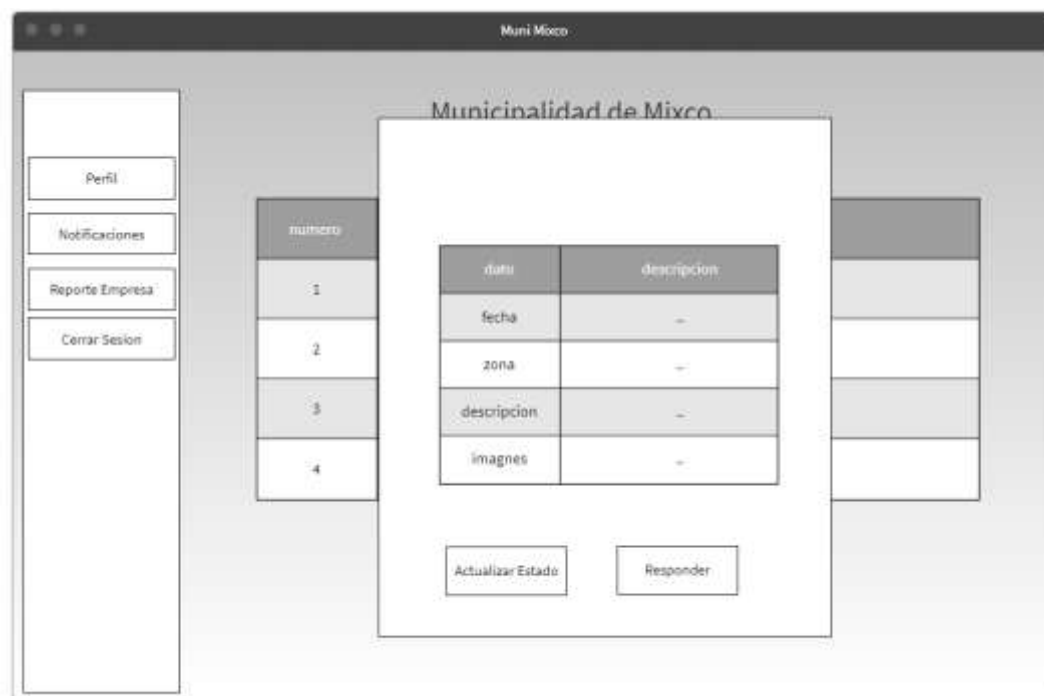 Muni Mixco
Municipalidad de Mixco
Perfil
Notificaciones
Reporte Empresa
Cerrar Sesion
numero
1
2
3
4
dato descripcion
fecha ..
zona ..
descripcion ..
imagnes ..
Actualizar Estado
Responder